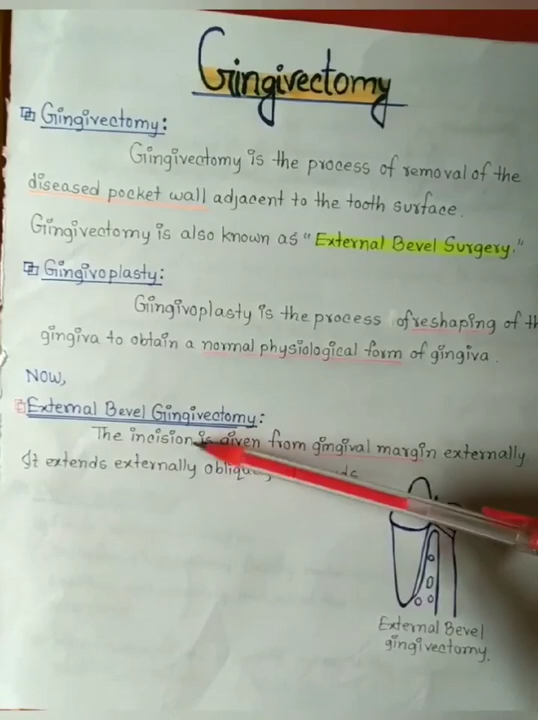 Gingivectomy
Gingivectomy:
Gingivectomy is the process of removal of the
diseased pocket wall adjacent to the tooth surface.
Gingivectomy is also known as "External Bevel Surgery."
Gingivoplasty:
Gingivoplasty is the process of reshaping of
gingiva to obtain a normal physiological form of gingiva.
Now,
External Bevel Gingivectomy:
The incision is given from gingival margin externally.
It extends externally
External Bevel
gingivectomy.